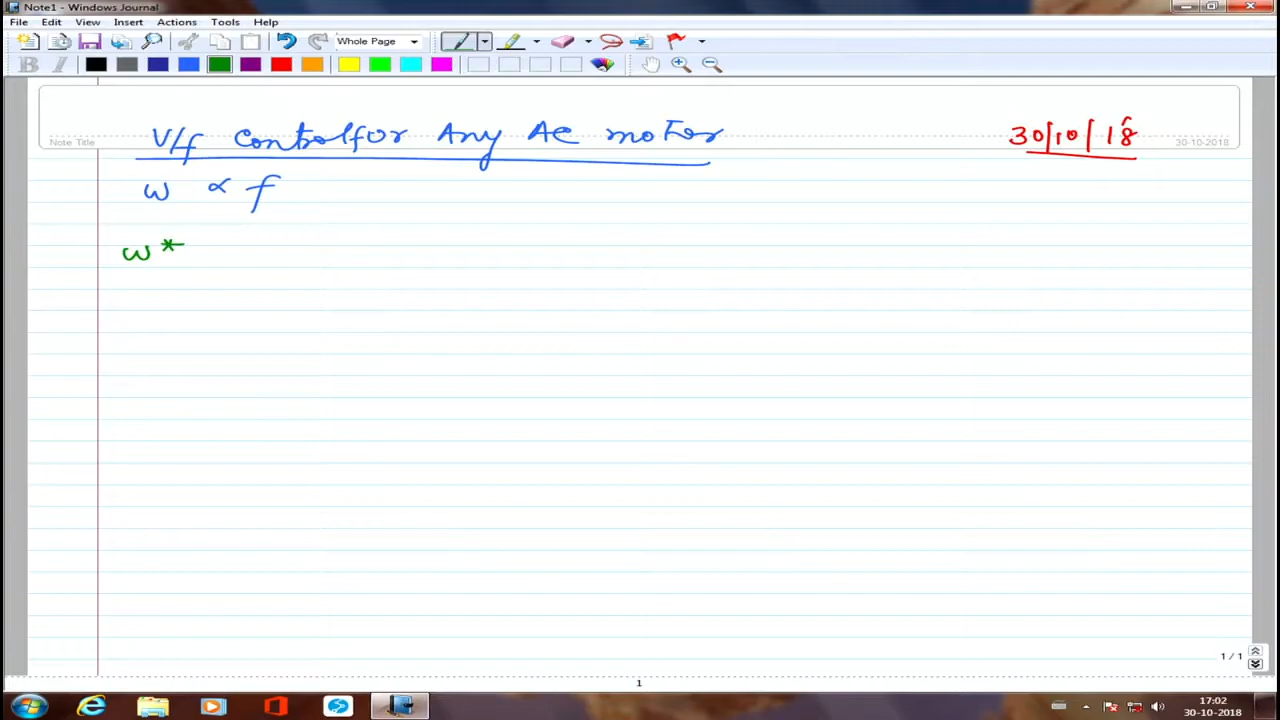 Note1 - Windows Journal
File Edit View Insert Actions Tools Help
Whole Page
B I
V/f control for Any AC motor
30/10/18
Note Title
30-10-2018
ω ∝ f
ω *
1 / 1
1
17:02
30-10-2018